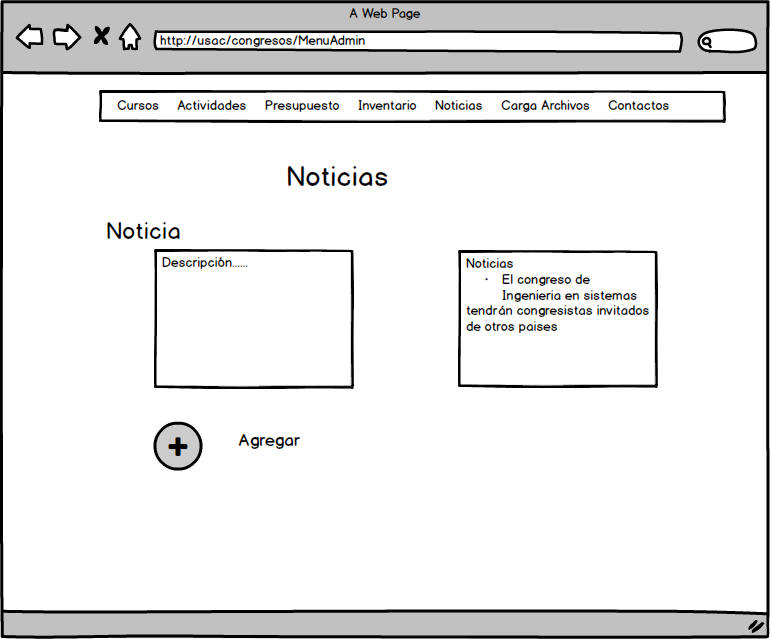 A Web Page
http://usac/congresos/MenuAdmin
Cursos Actividades Presupuesto Inventario Noticias Carga Archivos Contactos
Noticias
Noticia
Descripción......
Noticias
· El congreso de
Ingenieria en sistemas
tendrán congresistas invitados
de otros paises
Agregar